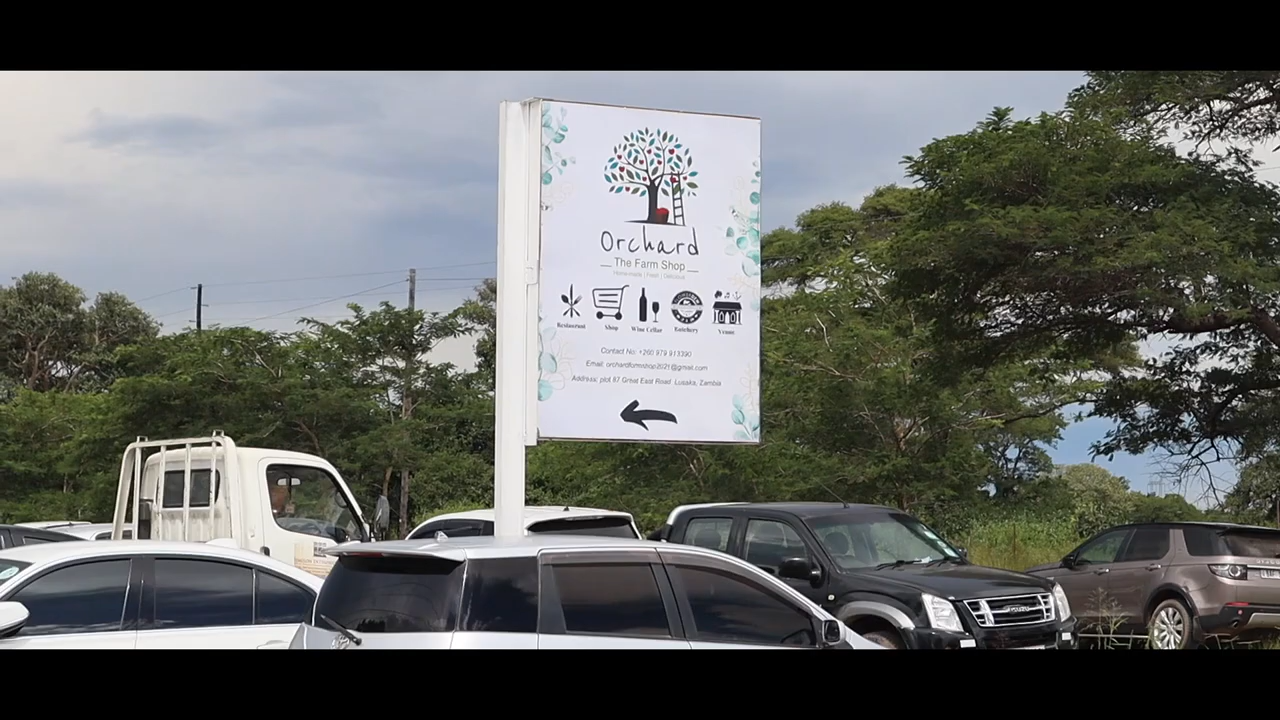 Orchard
The Farm Shop
Home-made | Fresh | Delicious
Restaurant Shop Wine Cellar Butchery Venue
Contact No: +260 979 913390
Email: orchardfarmshop2021@gmail.com
Address: plot 87 Great East Road Lusaka, Zambia
ISUZU